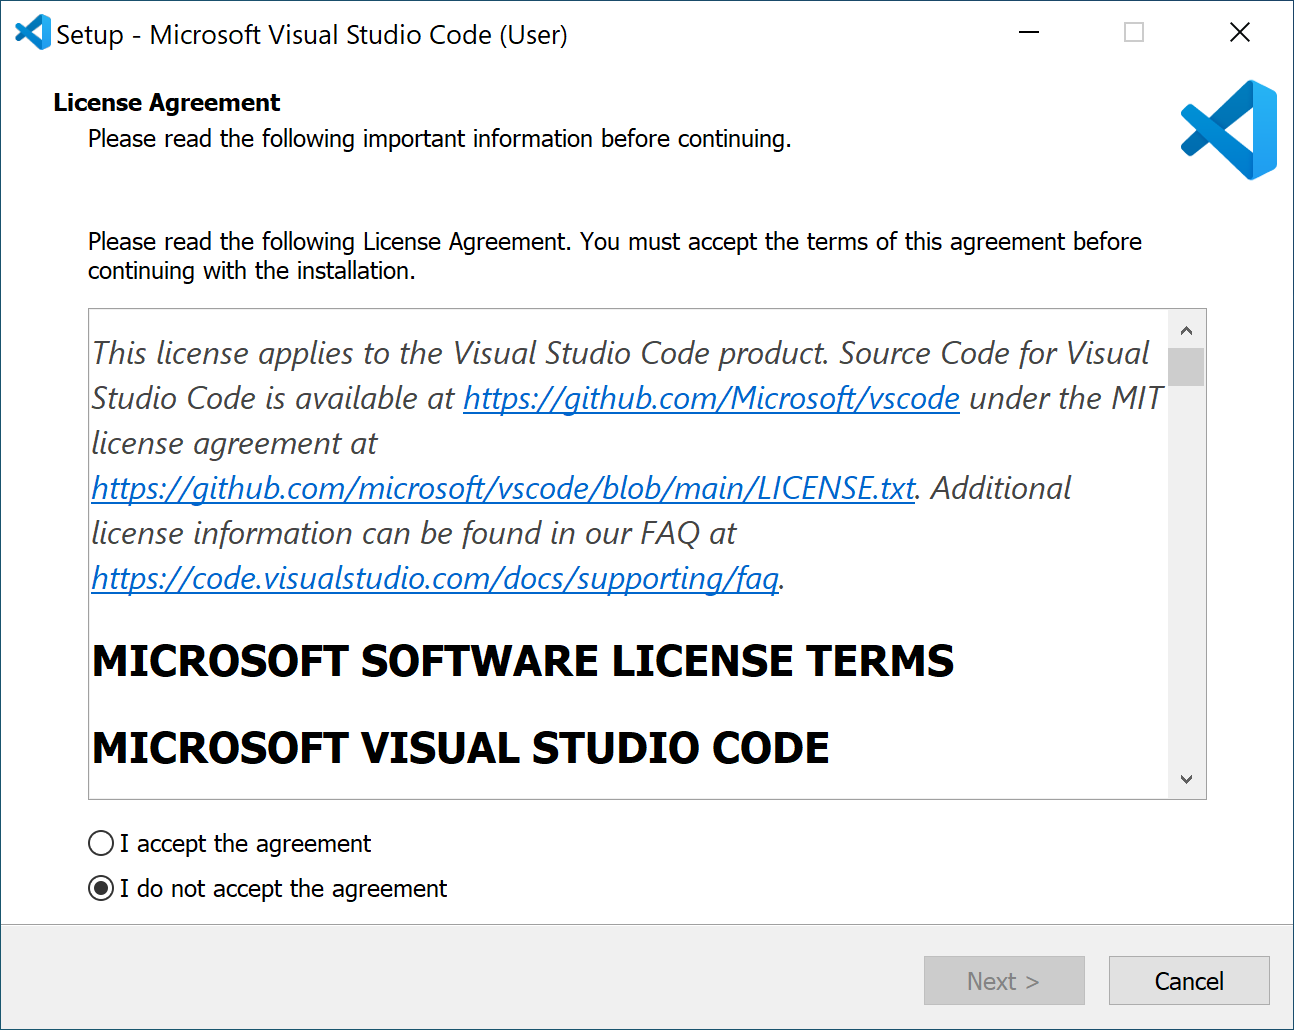 Setup - Microsoft Visual Studio Code (User)
License Agreement
Please read the following important information before continuing.
Please read the following License Agreement. You must accept the terms of this agreement before
continuing with the installation.
This license applies to the Visual Studio Code product. Source Code for Visual
Studio Code is available at https://github.com/Microsoft/vscode under the MIT
license agreement at
https://github.com/microsoft/vscode/blob/main/LICENSE.txt. Additional
license information can be found in our FAQ at
https://code.visualstudio.com/docs/supporting/faq.
MICROSOFT SOFTWARE LICENSE TERMS
MICROSOFT VISUAL STUDIO CODE
I accept the agreement
I do not accept the agreement
Next >
Cancel